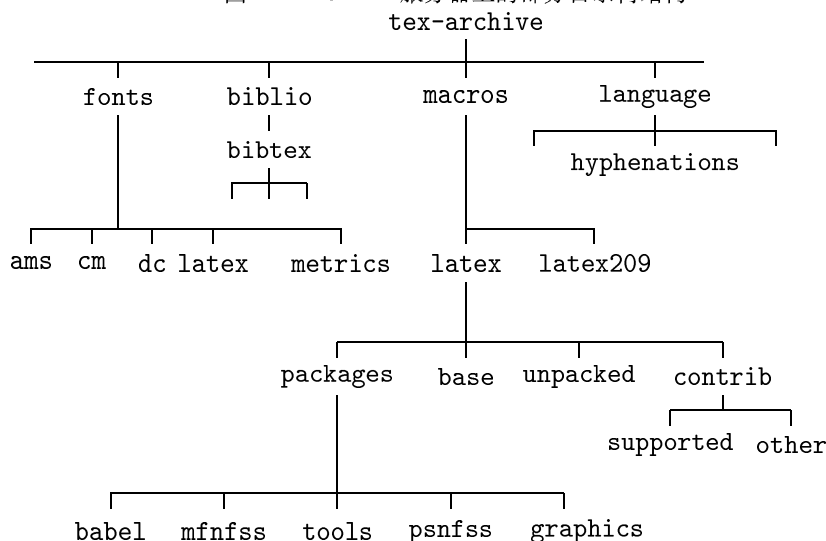 tex-archive
fonts biblio macros language
bibtex
hyphenations
ams cm dc latex metrics latex latex209
packages base unpacked contrib
supported other
babel mfnfss tools psnfss graphics